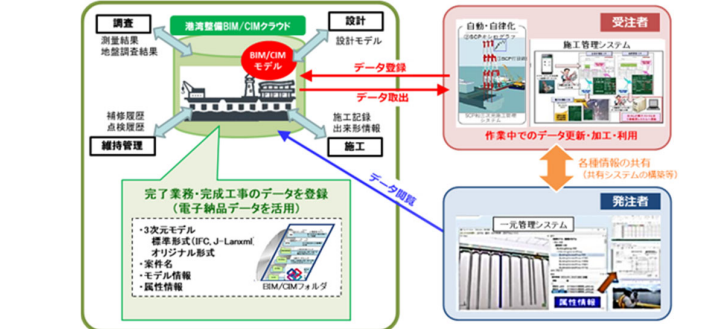 調査
測量結果
地盤調査結果
港湾整備BIM/CIMクラウド
設計
設計モデル
BIM/CIM
モデル
補修履歴
点検履歴
維持管理
施工記録
出来形情報
施工
完了業務・完成工事のデータを登録
(電子納品データを活用)
・3次元モデル
標準形式(IFC、J-Lanxml)
オリジナル形式
・案件名
・モデル情報
・属性情報
BIM/CIMフォルダ
データ登録
データ取出
データ閲覧
受注者
自動・自律化
施工管理システム
作業中でのデータ更新・加工・利用
各種情報の共有
(共有システムの構築等)
発注者
一元管理システム
属性情報